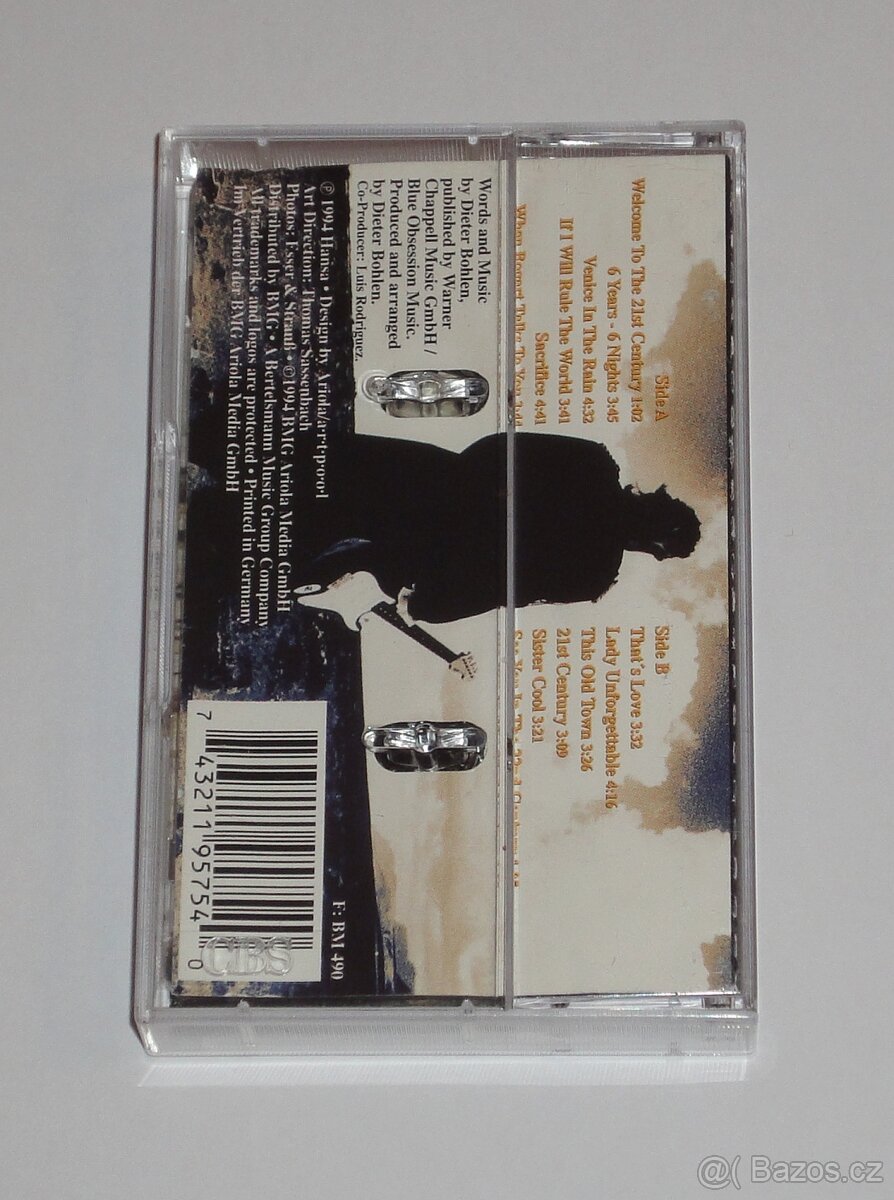 Side A
Welcome To The 21st Century 1:02
6 Years - 6 Nights 3:45
Venice In The Rain 4:32
If I Will Rule The World 3:41
Sacrifice 4:41
Side B
That's Love 3:32
Lady Unforgettable 4:16
This Old Town 3:26
21st Century 3:09
Sister Cool 3:21
Words and Music
by Dieter Bohlen,
published by Warner
Chappell Music GmbH /
Blue Obsession Music.
Produced and arranged
by Dieter Bohlen.
Co-Producer: Luis Rodriguez.
℗ 1994 Hansa • Design by Ariola/a·r·t·p·o·o·l
Art Direction: Thomas Sassenbach
Photos: Esser & Strauß • ©1994 BMG Ariola Media GmbH
Distributed by BMG • A Bertelsmann Music Group Company
All trademarks and logos are protected • Printed in Germany
Im Vertrieb der BMG Ariola Media GmbH
F: BM 490
7 43211 95754 0
CBS
@( Bazos.cz